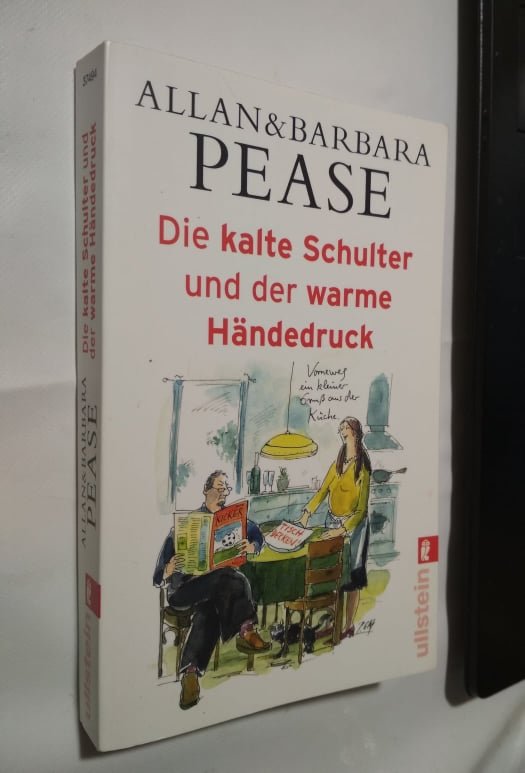 ALLAN&BARBARA
PEASE
Die kalte Schulter
und der warme
Händedruck
Vorneweg
ein kleiner
Gruß aus der
Küche.
KICKER
TISCH
DECKEN!
ullstein
37494
Die kalte Schulter und
der warme Händedruck
ALLAN&BARBARA
PEASE
ullstein